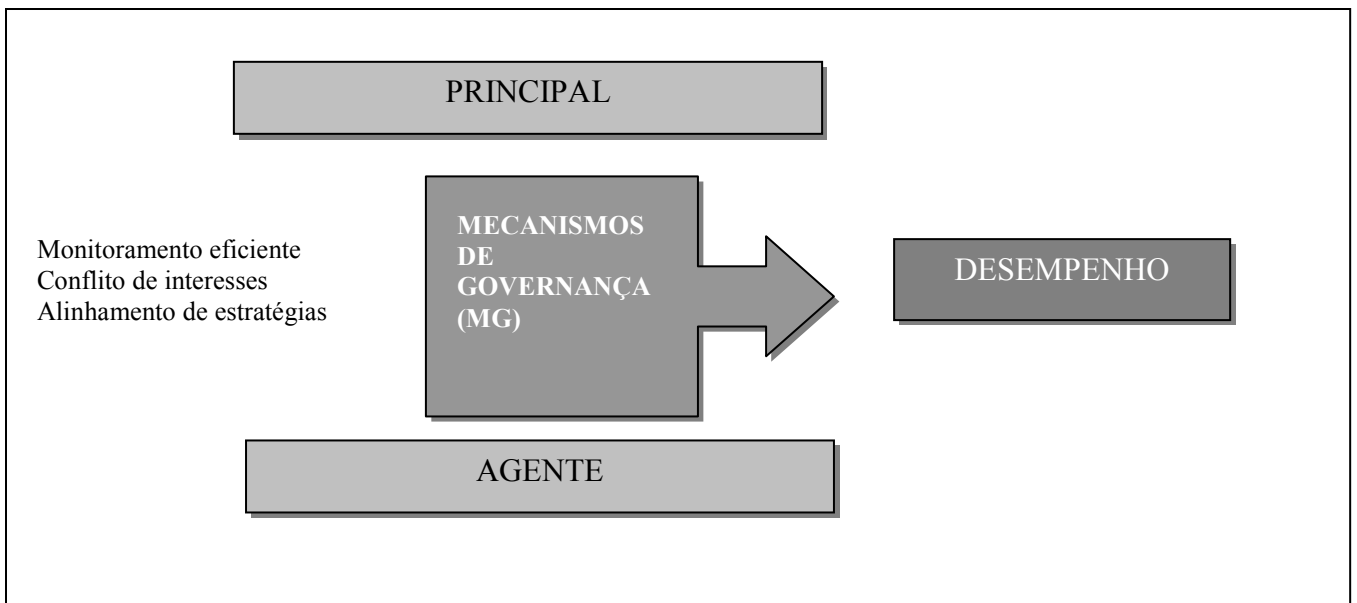 PRINCIPAL
Monitoramento eficiente
Conflito de interesses
Alinhamento de estratégias
MECANISMOS
DE
GOVERNANÇA
(MG)
DESEMPENHO
AGENTE